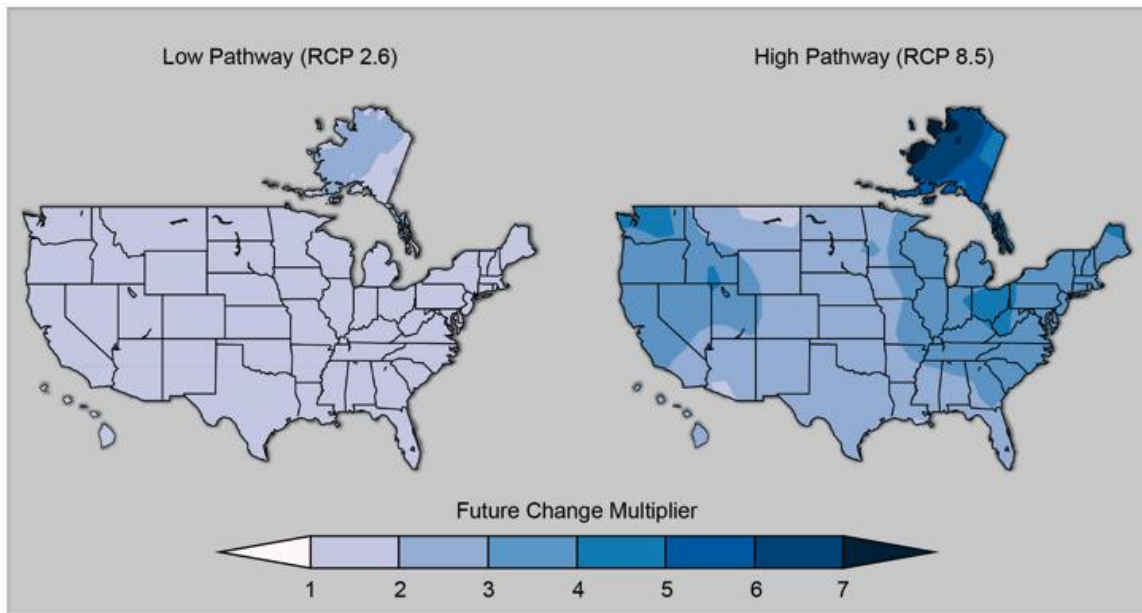 Low Pathway (RCP 2.6)
High Pathway (RCP 8.5)
Future Change Multiplier
1 2 3 4 5 6 7